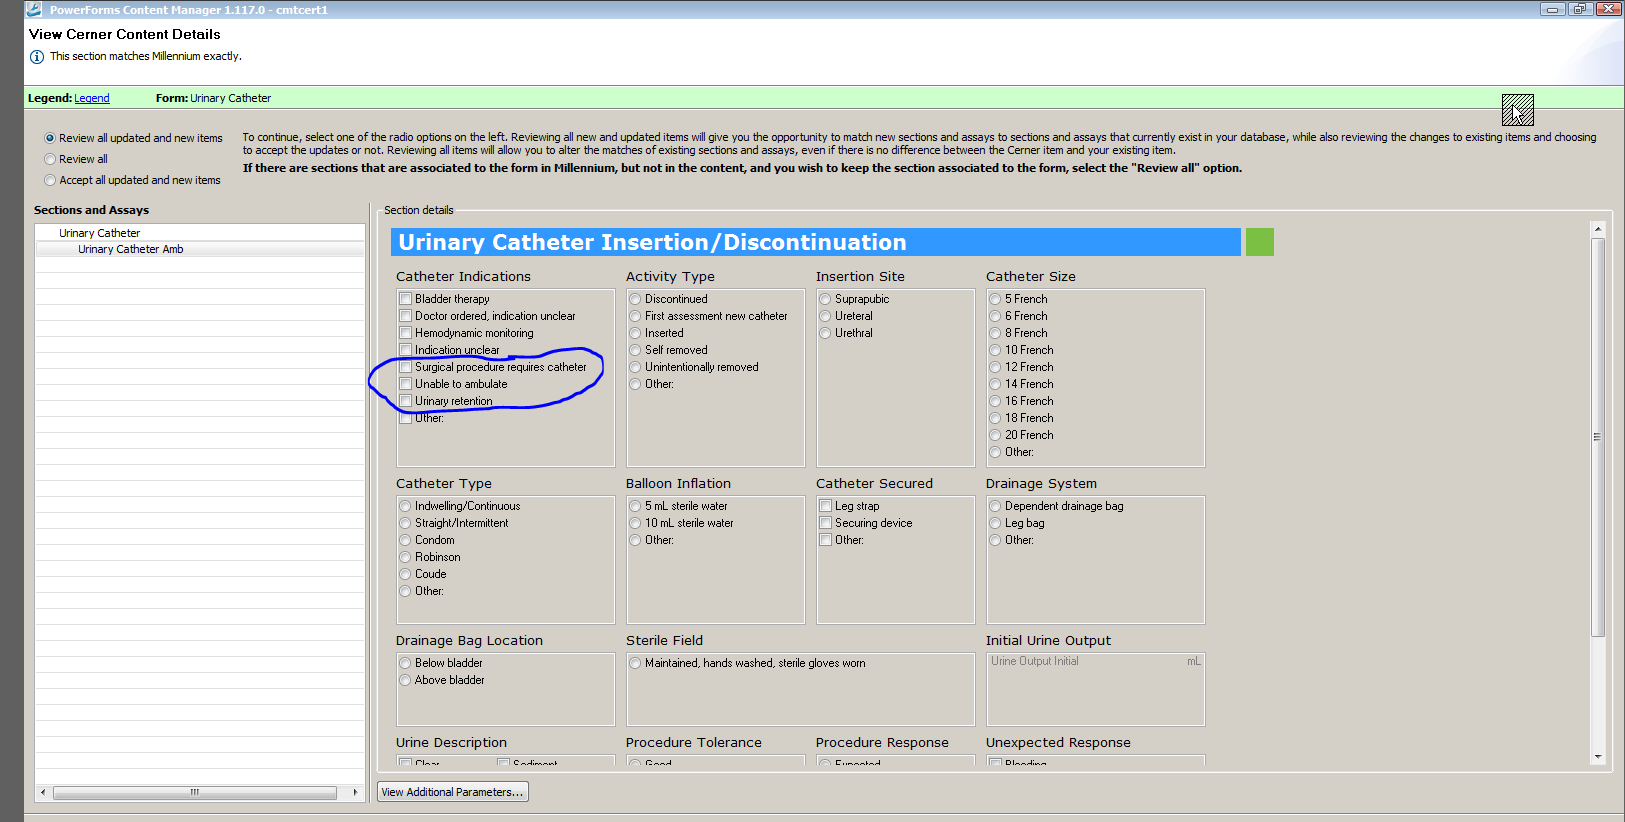 PowerForms Content Manager 1.117.0 - cmtcert1
View Cerner Content Details
This section matches Millennium exactly.
Legend: Legend Form: Urinary Catheter
Review all updated and new items
Review all
Accept all updated and new items
To continue, select one of the radio options on the left. Reviewing all new and updated items will give you the opportunity to match new sections and assays to sections and assays that currently exist in your database, while also reviewing the changes to existing items and choosing
to accept the updates or not. Reviewing all items will allow you to alter the matches of existing sections and assays, even if there is no difference between the Cerner item and your existing item.
If there are sections that are associated to the form in Millennium, but not in the content, and you wish to keep the section associated to the form, select the "Review all" option.
Sections and Assays
Urinary Catheter
Urinary Catheter Amb
Section details
Urinary Catheter Insertion/Discontinuation
Catheter Indications
Bladder therapy
Doctor ordered, indication unclear
Hemodynamic monitoring
Indication unclear
Surgical procedure requires catheter
Unable to ambulate
Urinary retention
Other:
Activity Type
Discontinued
First assessment new catheter
Inserted
Self removed
Unintentionally removed
Other:
Insertion Site
Suprapubic
Ureteral
Urethral
Catheter Size
5 French
6 French
8 French
10 French
12 French
14 French
16 French
18 French
20 French
Other:
Catheter Type
Indwelling/Continuous
Straight/Intermittent
Condom
Robinson
Coude
Other:
Balloon Inflation
5 mL sterile water
10 mL sterile water
Other:
Catheter Secured
Leg strap
Securing device
Other:
Drainage System
Dependent drainage bag
Leg bag
Other:
Drainage Bag Location
Below bladder
Above bladder
Sterile Field
Maintained, hands washed, sterile gloves worn
Initial Urine Output
Urine Output Initial mL
Urine Description
Clear Sediment
Procedure Tolerance
Good
Procedure Response
Expected
Unexpected Response
Bleeding
View Additional Parameters...